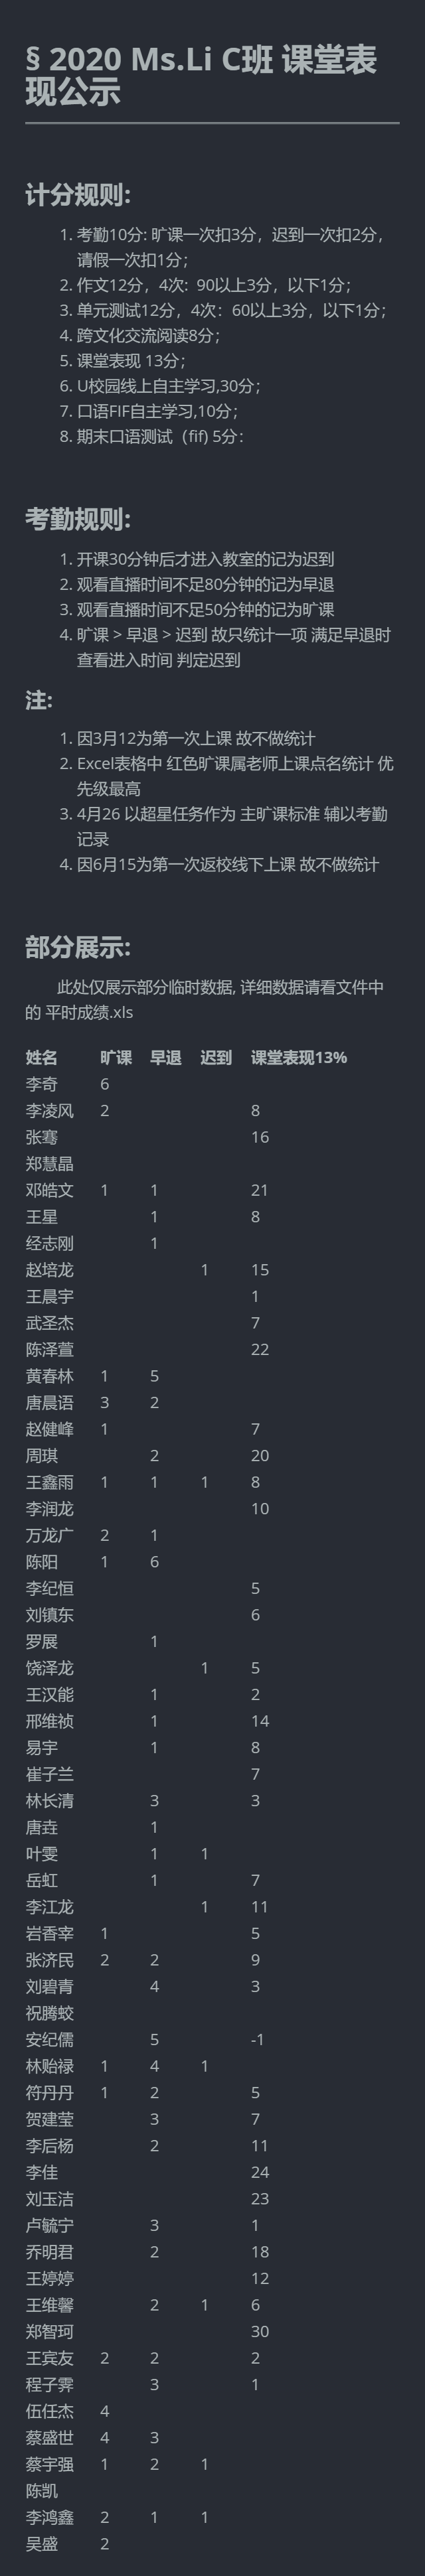 § 2020 Ms.Li C班 课堂表
现公示
计分规则:
1. 考勤10分: 旷课一次扣3分，迟到一次扣2分，
请假一次扣1分；
2. 作文12分，4次：90以上3分，以下1分；
3. 单元测试12分，4次：60以上3分，以下1分；
4. 跨文化交流阅读8分；
5. 课堂表现 13分；
6. U校园线上自主学习,30分；
7. 口语FIF自主学习,10分；
8. 期末口语测试（fif) 5分：
考勤规则:
1. 开课30分钟后才进入教室的记为迟到
2. 观看直播时间不足80分钟的记为早退
3. 观看直播时间不足50分钟的记为旷课
4. 旷课 > 早退 > 迟到 故只统计一项 满足早退时
查看进入时间 判定迟到
注:
1. 因3月12为第一次上课 故不做统计
2. Excel表格中 红色旷课属老师上课点名统计 优
先级最高
3. 4月26 以超星任务作为 主旷课标准 辅以考勤
记录
4. 因6月15为第一次返校线下上课 故不做统计
部分展示:
此处仅展示部分临时数据, 详细数据请看文件中
的 平时成绩.xls
姓名 旷课 早退 迟到 课堂表现13%
李奇 6
李凌风 2 8
张骞 16
郑慧晶
邓皓文 1 1 21
王星 1 8
经志刚 1
赵培龙 1 15
王晨宇 1
武圣杰 7
陈泽萱 22
黄春林 1 5
唐晨语 3 2
赵健峰 1 7
周琪 2 20
王鑫雨 1 1 1 8
李润龙 10
万龙广 2 1
陈阳 1 6
李纪恒 5
刘镇东 6
罗展 1
饶泽龙 1 5
王汉能 1 2
邢维祯 1 14
易宇 1 8
崔子兰 7
林长清 3 3
唐垚 1
叶雯 1 1
岳虹 1 7
李江龙 1 11
岩香宰 1 5
张济民 2 2 9
刘碧青 4 3
祝腾蛟
安纪儒 5 -1
林贻禄 1 4 1
符丹丹 1 2 5
贺建莹 3 7
李后杨 2 11
李佳 24
刘玉洁 23
卢毓宁 3 1
乔明君 2 18
王婷婷 12
王维馨 2 1 6
郑智珂 30
王宾友 2 2 2
程子霁 3 1
伍任杰 4
蔡盛世 4 3
蔡宇强 1 2 1
陈凯
李鸿鑫 2 1 1
吴盛 2